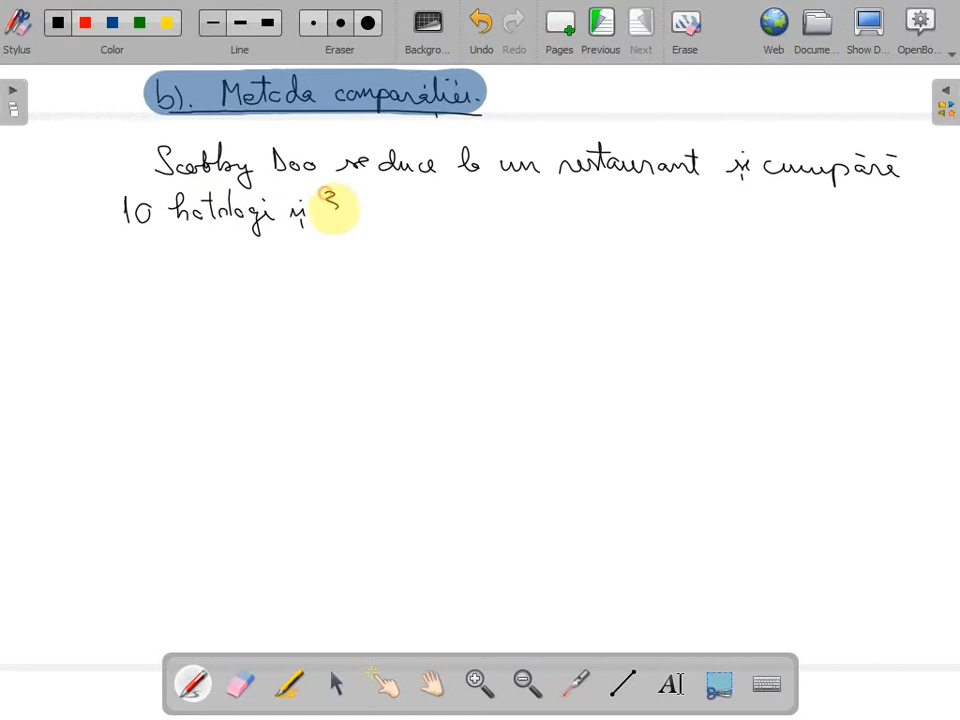 Stylus Color Line Eraser Backgro... Undo Redo Pages Previous Next Erase Web Docume... Show D... OpenBo...
b). Metoda comparației.
Scooby Doo se duce la un restaurant și cumpără
10 hotdogi și 3